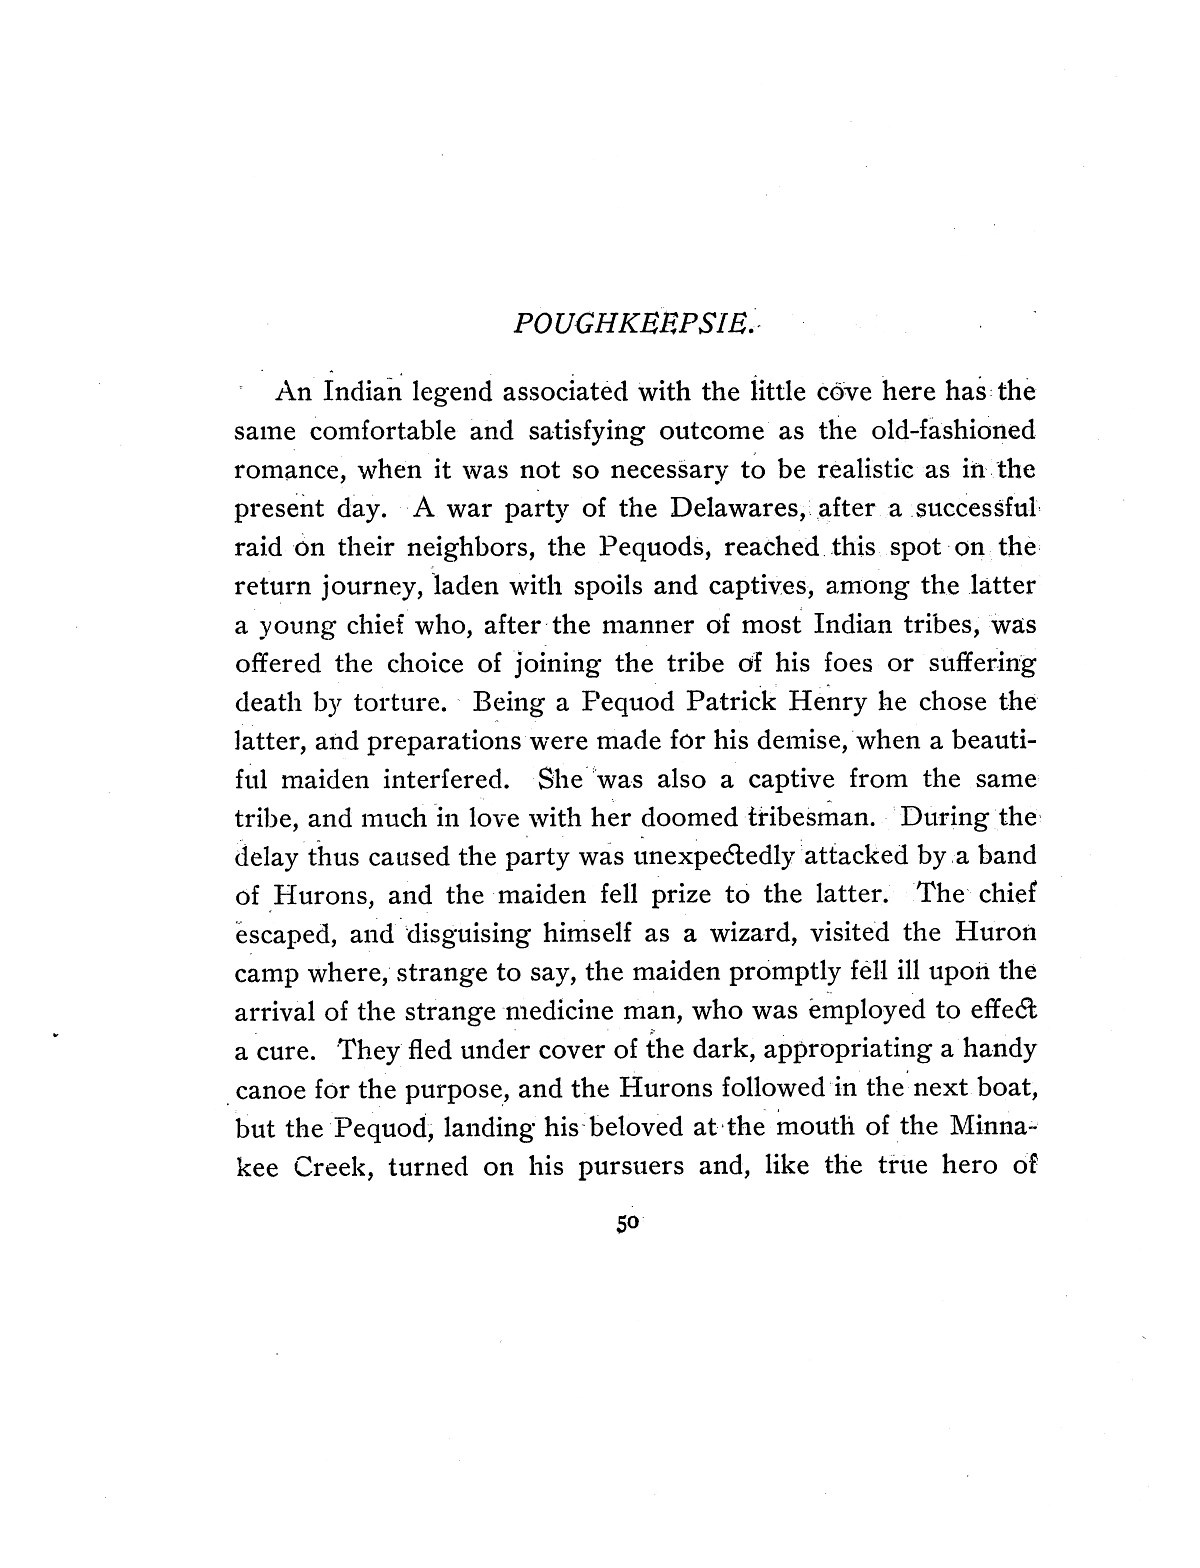 POUGHKEEPSIE.
An Indian legend associated with the little cove here has the
same comfortable and satisfying outcome as the old-fashioned
romance, when it was not so necessary to be realistic as in the
present day. A war party of the Delawares, after a successful
raid on their neighbors, the Pequods, reached this spot on the
return journey, laden with spoils and captives, among the latter
a young chief who, after the manner of most Indian tribes, was
offered the choice of joining the tribe of his foes or suffering
death by torture. Being a Pequod Patrick Henry he chose the
latter, and preparations were made for his demise, when a beauti-
ful maiden interfered. She was also a captive from the same
tribe, and much in love with her doomed tribesman. During the
delay thus caused the party was unexpectedly attacked by a band
of Hurons, and the maiden fell prize to the latter. The chief
escaped, and disguising himself as a wizard, visited the Huron
camp where, strange to say, the maiden promptly fell ill upon the
arrival of the strange medicine man, who was employed to effect
a cure. They fled under cover of the dark, appropriating a handy
canoe for the purpose, and the Hurons followed in the next boat,
but the Pequod, landing his beloved at the mouth of the Minna-
kee Creek, turned on his pursuers and, like the true hero of
50